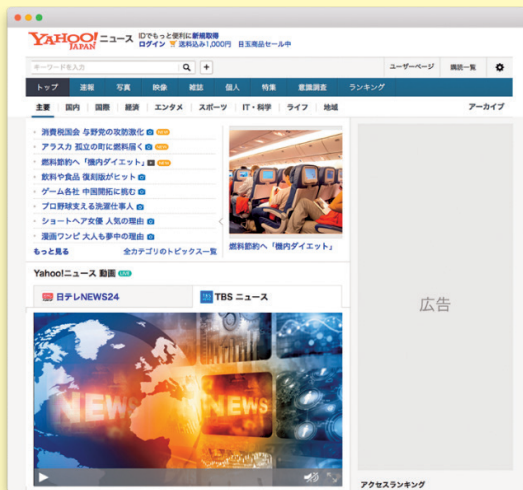 YAHOO!
JAPAN
ニュース
IDでもっと便利に新規取得
ログイン 送料込み1,000円 目玉商品セール中
キーワードを入力
+
ユーザーページ
購読一覧
トップ 速報 写真 映像 雑誌 個人 特集 意識調査 ランキング
主要 国内 国際 経済 エンタメ スポーツ IT・科学 ライフ 地域
アーカイブ
消費税国会 与野党の攻防激化 NEW
アラスカ 孤立の町に燃料届く NEW
燃料節約へ「機内ダイエット」 NEW
飲料や食品 復刻版がヒット
ゲーム各社 中国開拓に挑む
プロ野球支える洗濯仕事人
ショートヘア女優 人気の理由
漫画ワンピ 大人も夢中の理由
もっと見る 全カテゴリのトピックス一覧
燃料節約へ「機内ダイエット」
Yahoo!ニュース 動画 LIVE
日テレNEWS24
TBS ニュース
NEWS
NEWS
広告
アクセスランキング